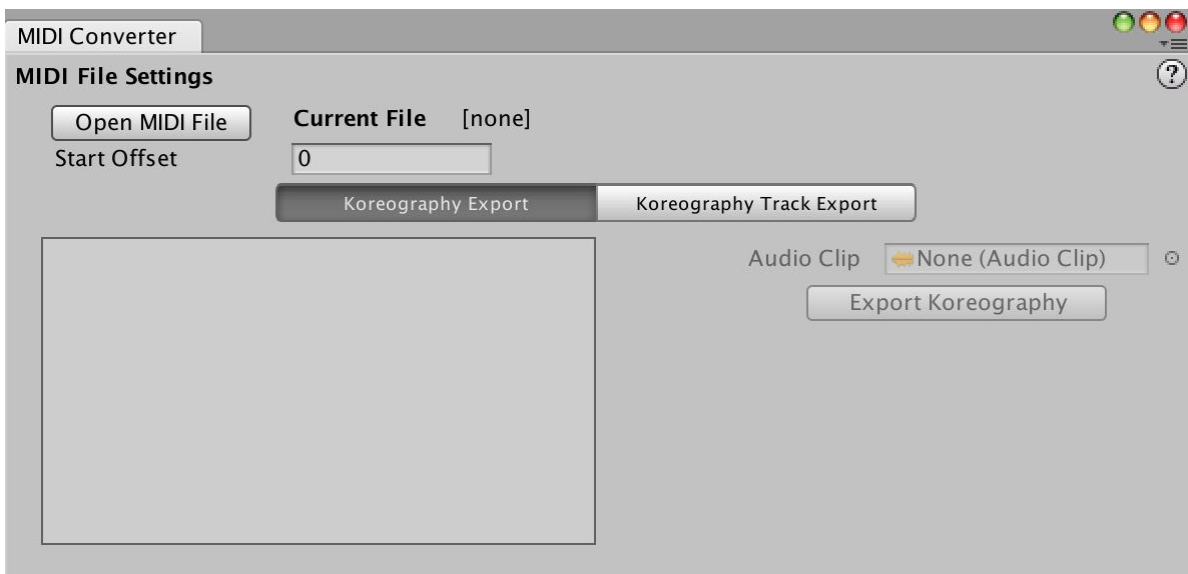 MIDI Converter
MIDI File Settings
?
Open MIDI File Current File [none]
Start Offset 0
Koreography Export Koreography Track Export
Audio Clip None (Audio Clip)
Export Koreography